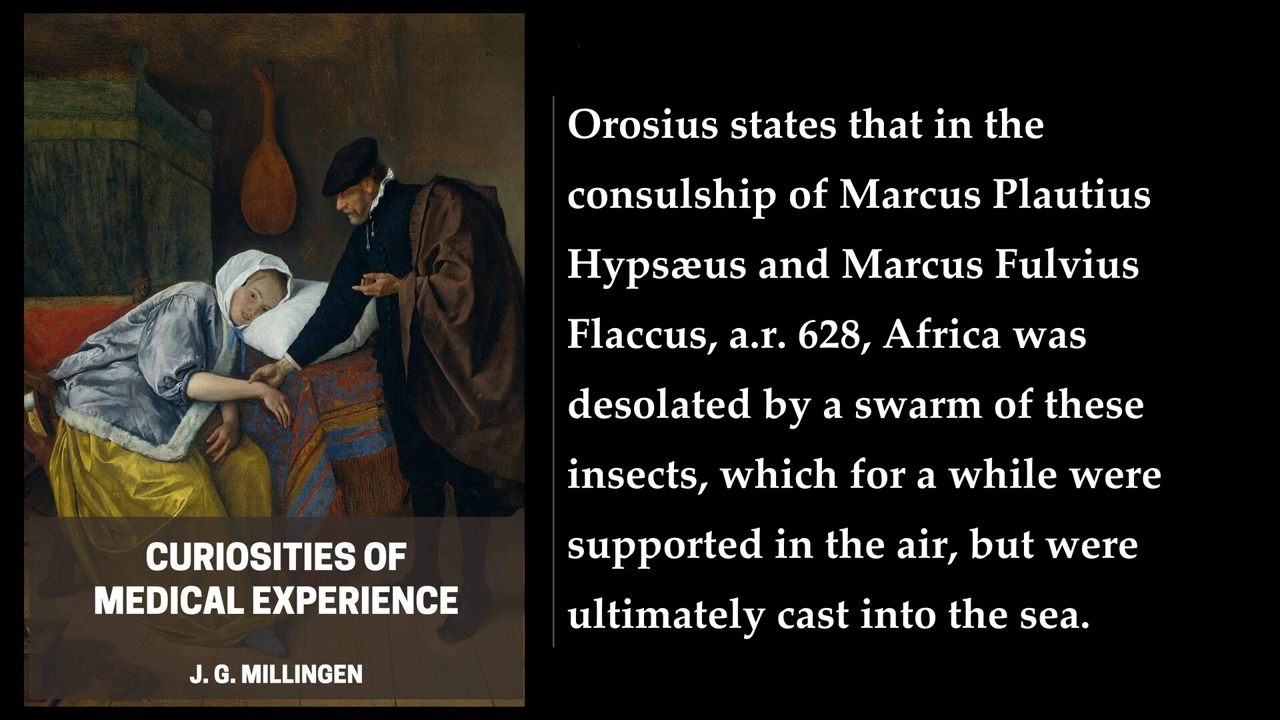 CURIOSITIES OF
MEDICAL EXPERIENCE
J. G. MILLINGEN
Orosius states that in the
consulship of Marcus Plautius
Hypsæus and Marcus Fulvius
Flaccus, a.r. 628, Africa was
desolated by a swarm of these
insects, which for a while were
supported in the air, but were
ultimately cast into the sea.